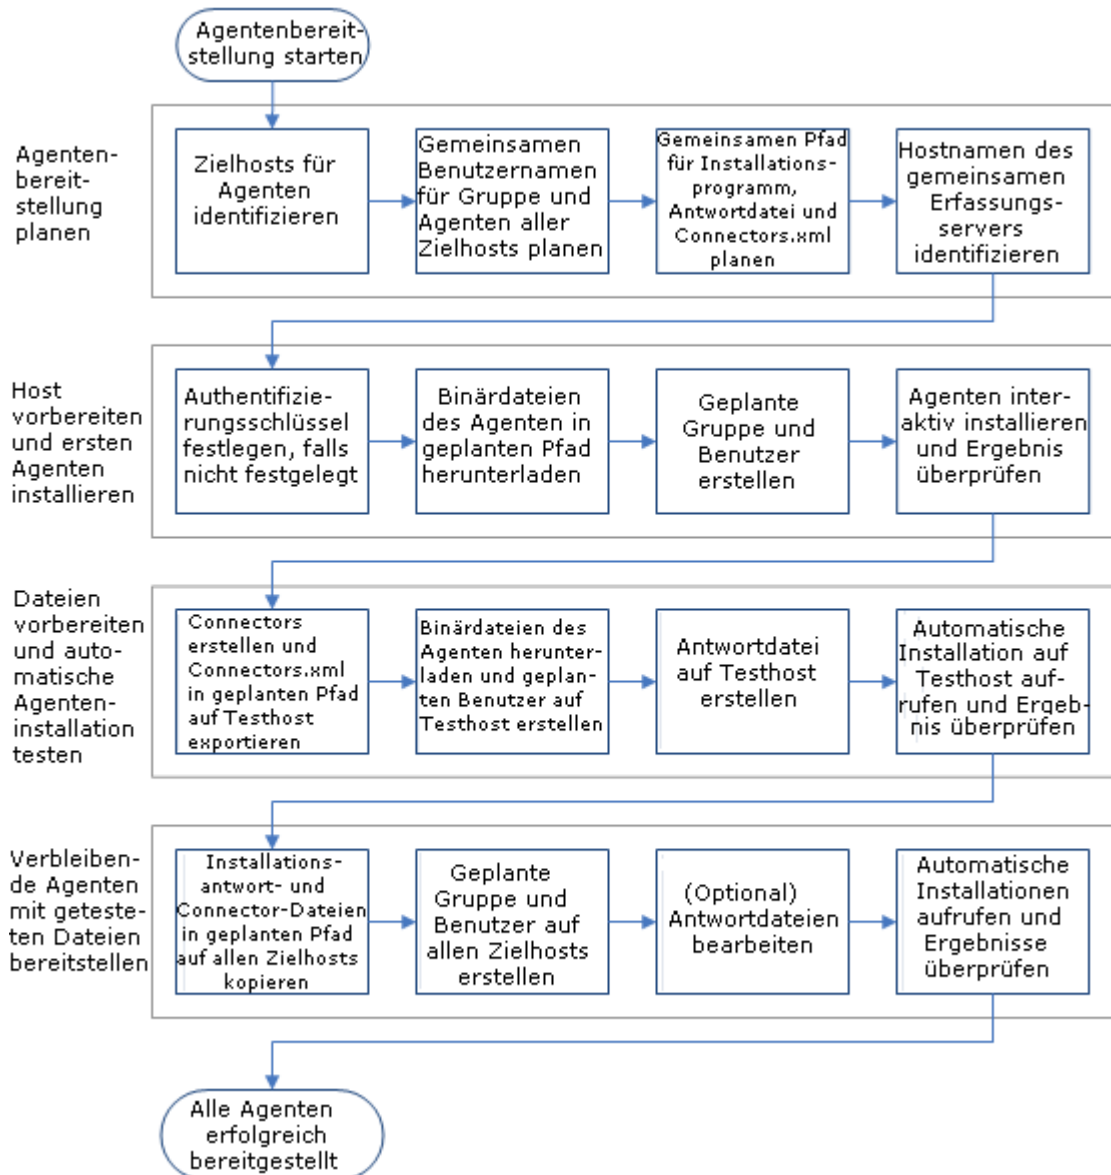 Agentenbereit-
stellung starten
Agenten-
bereit-
stellung
planen
Zielhosts für
Agenten
identifizieren
Gemeinsamen
Benutzernamen
für Gruppe und
Agenten aller
Zielhosts planen
Gemeinsamen Pfad
für Installations-
programm,
Antwortdatei und
Connectors.xml
planen
Hostnamen des
gemeinsamen
Erfassungs-
servers
identifizieren
Host
vorbereiten
und ersten
Agenten
installieren
Authentifizie-
rungsschlüssel
festlegen, falls
nicht festgelegt
Binärdateien
des Agenten in
geplanten Pfad
herunterladen
Geplante
Gruppe und
Benutzer
erstellen
Agenten inter-
aktiv installieren
und Ergebnis
überprüfen
Dateien
vorbereiten
und auto-
matische
Agenten-
installation
testen
Connectors
erstellen und
Connectors.xml
in geplanten Pfad
auf Testhost
exportieren
Binärdateien des
Agenten herunter-
laden und geplan-
ten Benutzer auf
Testhost erstellen
Antwortdatei
auf Testhost
erstellen
Automatische
Installation auf
Testhost auf-
rufen und Ergeb-
nis überprüfen
Verbleiben-
de Agenten
mit geteste-
ten Dateien
bereitstellen
Installations-
antwort- und
Connector-Dateien
in geplanten Pfad
auf allen Zielhosts
kopieren
Geplante
Gruppe und
Benutzer auf
allen Zielhosts
erstellen
(Optional)
Antwortdateien
bearbeiten
Automatische
Installationen
aufrufen und
Ergebnisse
überprüfen
Alle Agenten
erfolgreich
bereitgestellt